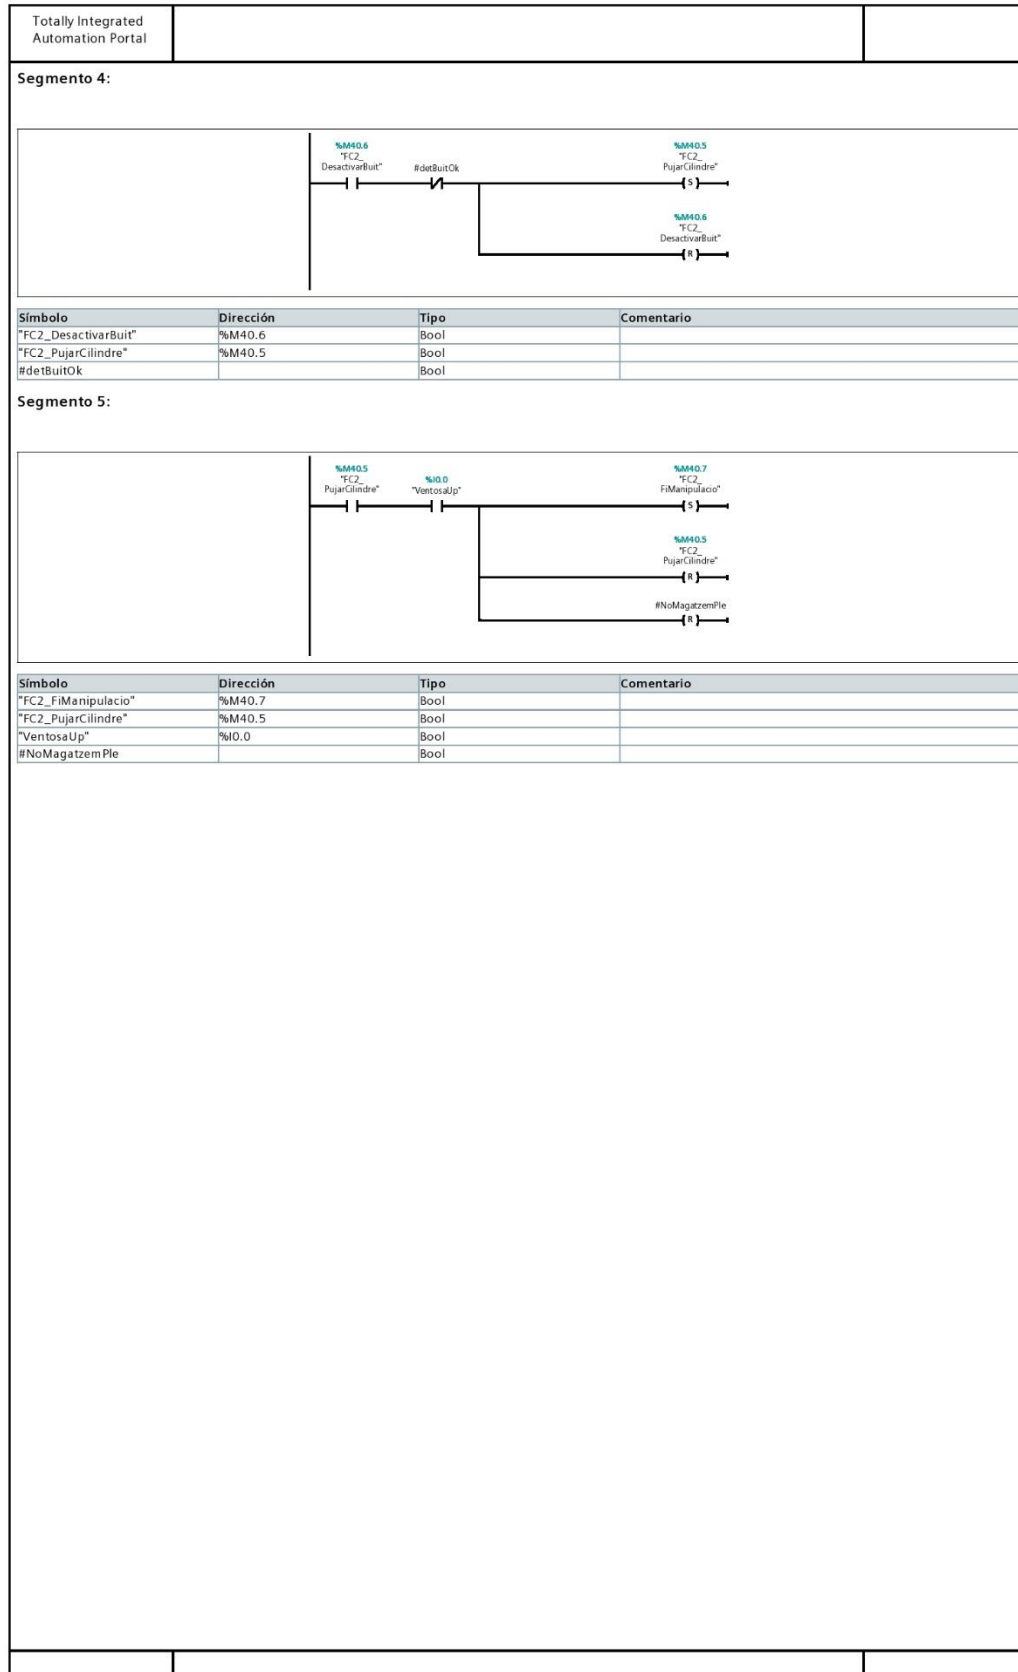 Totally Integrated
Automation Portal
Segmento 4:
%M40.6
"FC2_
DesactivarBuit"
#detBuitOk
%M40.5
"FC2_
PujarCilindre"
S
%M40.6
"FC2_
DesactivarBuit"
R
Símbolo Dirección Tipo Comentario
"FC2_DesactivarBuit" %M40.6 Bool
"FC2_PujarCilindre" %M40.5 Bool
#detBuitOk Bool
Segmento 5:
%M40.5
"FC2_
PujarCilindre"
%I0.0
"VentosaUp"
%M40.7
"FC2_
FiManipulacio"
S
%M40.5
"FC2_
PujarCilindre"
R
#NoMagatzemPle
R
Símbolo Dirección Tipo Comentario
"FC2_FiManipulacio" %M40.7 Bool
"FC2_PujarCilindre" %M40.5 Bool
"VentosaUp" %I0.0 Bool
#NoMagatzemPle Bool